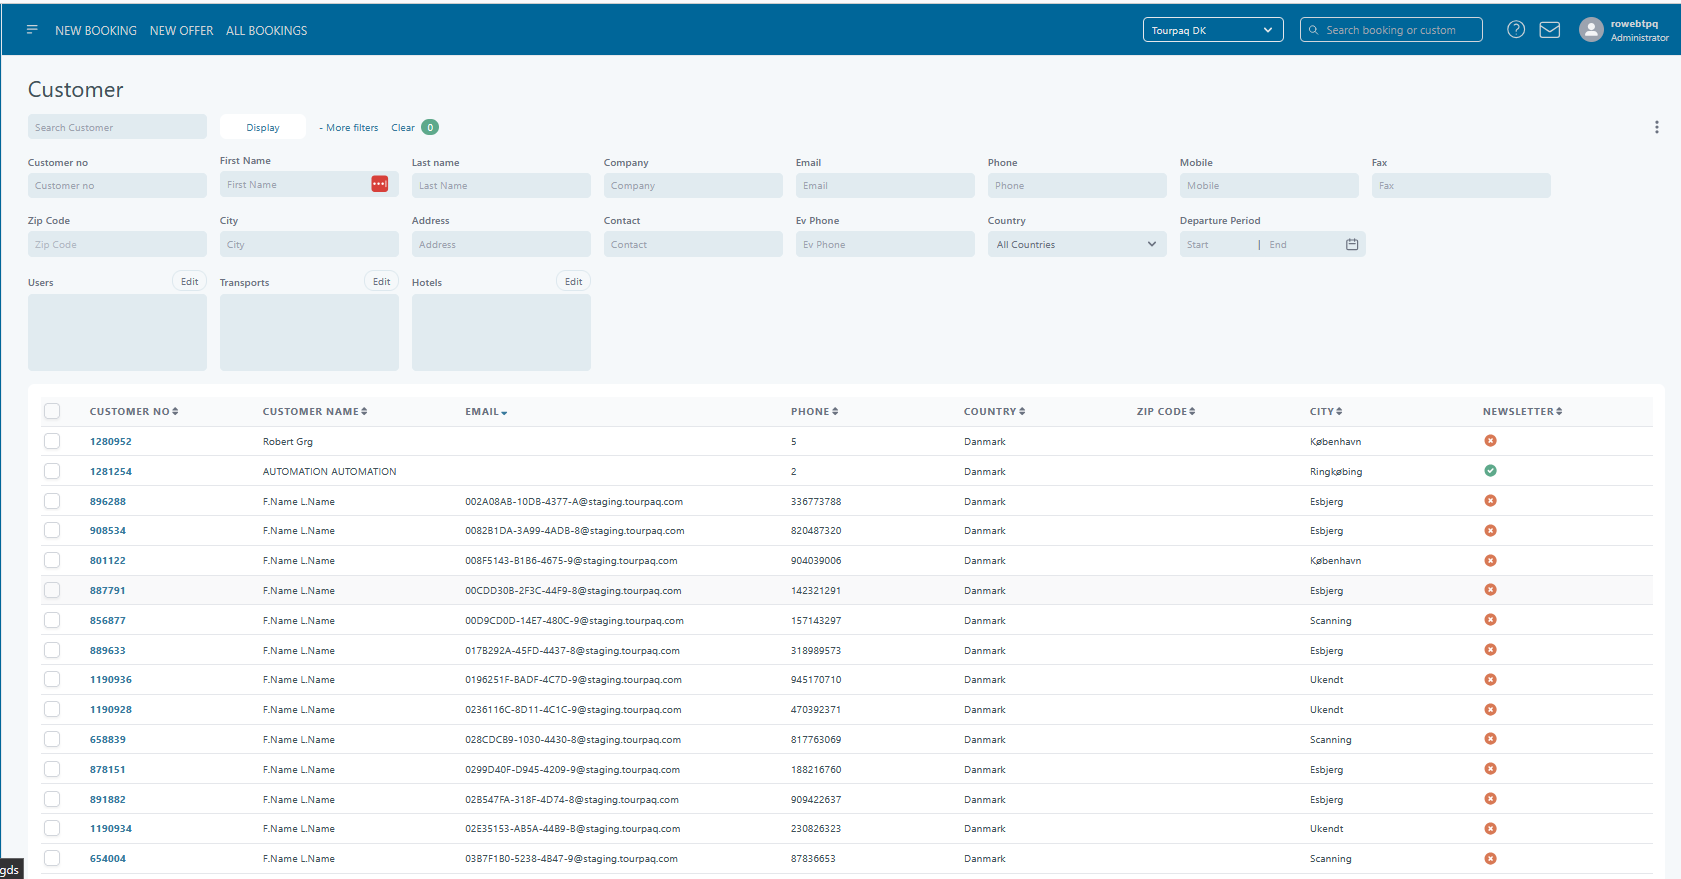 NEW BOOKING NEW OFFER ALL BOOKINGS Tourpaq DK Search booking or custom rowebtpq
Administrator
Customer
Search Customer Display - More filters Clear 0
Customer no First Name Last name Company Email Phone Mobile Fax
Customer no First Name Last Name Company Email Phone Mobile Fax
Zip Code City Address Contact Ev Phone Country Departure Period
Zip Code City Address Contact Ev Phone All Countries Start | End
Users Edit Transports Edit Hotels Edit
CUSTOMER NO CUSTOMER NAME EMAIL PHONE COUNTRY ZIP CODE CITY NEWSLETTER
1280952 Robert Grg 5 Danmark København
1281254 AUTOMATION AUTOMATION 2 Danmark Ringkøbing
896288 F.Name L.Name 002A08AB-10DB-4377-A@staging.tourpaq.com 336773788 Danmark Esbjerg
908534 F.Name L.Name 0082B1DA-3A99-4ADB-8@staging.tourpaq.com 820487320 Danmark Esbjerg
801122 F.Name L.Name 008F5143-B1B6-4675-9@staging.tourpaq.com 904039006 Danmark København
887791 F.Name L.Name 00CDD30B-2F3C-44F9-8@staging.tourpaq.com 142321291 Danmark Esbjerg
856877 F.Name L.Name 00D9CD0D-14E7-480C-9@staging.tourpaq.com 157143297 Danmark Scanning
889633 F.Name L.Name 017B292A-45FD-4437-8@staging.tourpaq.com 318989573 Danmark Esbjerg
1190936 F.Name L.Name 0196251F-BADF-4C7D-9@staging.tourpaq.com 945170710 Danmark Ukendt
1190928 F.Name L.Name 0236116C-8D11-4C1C-9@staging.tourpaq.com 470392371 Danmark Ukendt
658839 F.Name L.Name 028CDCB9-1030-4430-8@staging.tourpaq.com 817763069 Danmark Scanning
878151 F.Name L.Name 0299D40F-D945-4209-9@staging.tourpaq.com 188216760 Danmark Esbjerg
891882 F.Name L.Name 02B547FA-318F-4D74-8@staging.tourpaq.com 909422637 Danmark Esbjerg
1190934 F.Name L.Name 02E35153-AB5A-44B9-B@staging.tourpaq.com 230826323 Danmark Ukendt
654004 F.Name L.Name 03B7F1B0-5238-4B47-9@staging.tourpaq.com 87836653 Danmark Scanning
gds